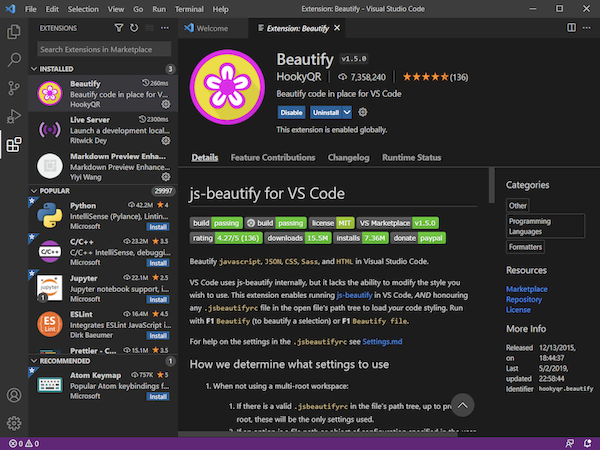 File Edit Selection View Go Run Terminal Help
Extension: Beautify - Visual Studio Code
EXTENSIONS
Search Extensions in Marketplace
INSTALLED 3
Beautify 260ms
Beautify code in place for V...
HookyQR
Live Server 2300ms
Launch a development local...
Ritwick Dey
Markdown Preview Enha...
Markdown Preview Enhance...
Yiyi Wang
POPULAR 29997
Python 42.2M 4
IntelliSense (Pylance), Lintin...
Microsoft Install
C/C++ 23.2M 3.5
C/C++ IntelliSense, debuggi...
Microsoft Install
Jupyter 22.1M 2.5
Jupyter notebook support, i...
Microsoft Install
1
ESLint 16.4M 4.5
Integrates ESLint JavaScript i...
Dirk Baeumer Install
Prettier - C... 15.1M 3.5
RECOMMENDED 1
Atom Keymap 757K 5
Popular Atom keybindings f...
Microsoft Install
Welcome
Extension: Beautify
Beautify v1.5.0
HookyQR 7,358,240 (136)
Beautify code in place for VS Code
Disable Uninstall
This extension is enabled globally.
Details Feature Contributions Changelog Runtime Status
js-beautify for VS Code
build passing build passing license MIT VS Marketplace v1.5.0
rating 4.27/5 (136) downloads 15.5M installs 7.36M donate paypal
Beautify javascript, JSON, CSS, Sass, and HTML in Visual Studio Code.
VS Code uses js-beautify internally, but it lacks the ability to modify the style you
wish to use. This extension enables running js-beautify in VS Code, AND honouring
any .jsbeautifyrc file in the open file's path tree to load your code styling. Run
with F1 Beautify (to beautify a selection) or F1 Beautify file.
For help on the settings in the .jsbeautifyrc see Settings.md
How we determine what settings to use
1. When not using a multi-root workspace:
1. If there is a valid .jsbeautifyrc in the file's path tree, up to pro
root, these will be the only settings used.
Categories
Other
Programming
Languages
Formatters
Resources
Marketplace
Repository
License
More Info
Released 12/13/2015,
on 18:44:37
Last 5/2/2019,
updated 22:58:44
Identifier hookyqr.beautify
0 0